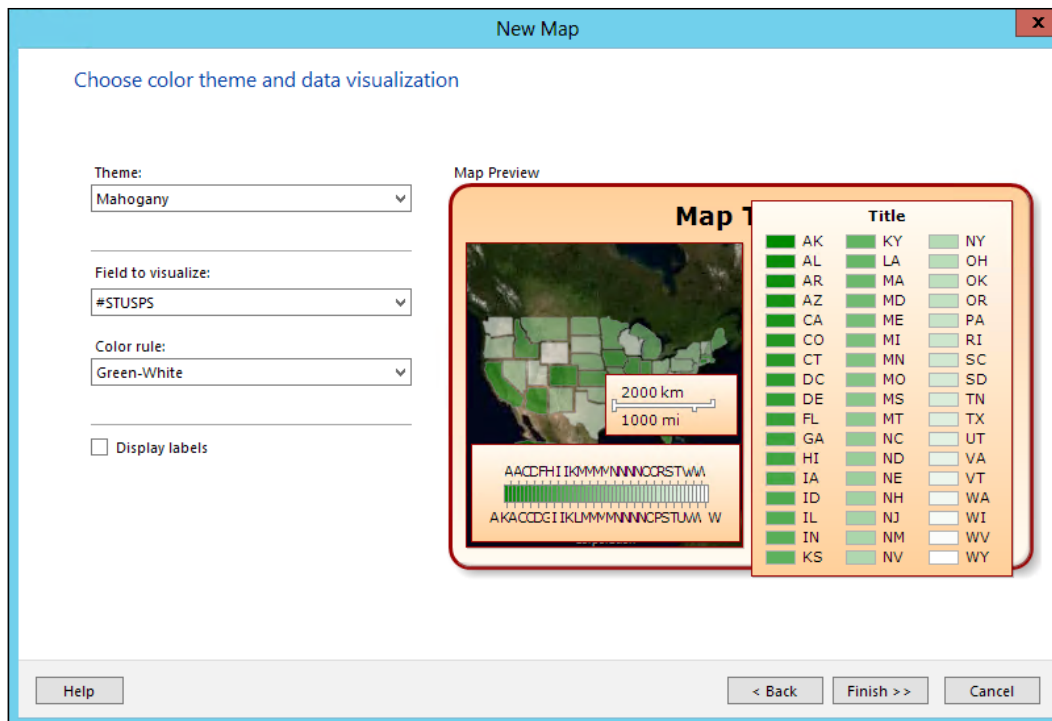 New Map
x
Choose color theme and data visualization
Theme:
Mahogany
Field to visualize:
#STUSPS
Color rule:
Green-White
Display labels
Map Preview
Map T
Title
AK KY NY
AL LA OH
AR MA OK
AZ MD OR
CA ME PA
CO MI RI
CT MN SC
DC MO SD
DE MS TN
FL MT TX
GA NC UT
HI ND VA
IA NE VT
ID NH WA
IL NJ WI
IN NM WV
KS NV WY
2000 km
1000 mi
Help
< Back
Finish >>
Cancel